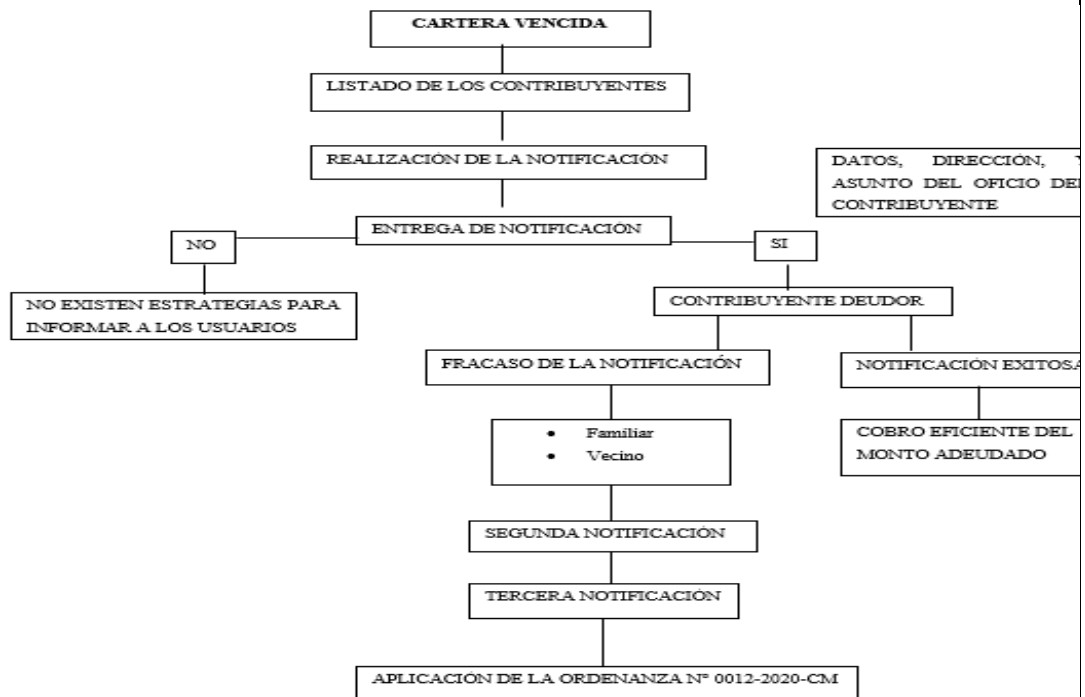 CARTERA VENCIDA
LISTADO DE LOS CONTRIBUYENTES
REALIZACIÓN DE LA NOTIFICACIÓN
DATOS, DIRECCIÓN,
ASUNTO DEL OFICIO DEL
CONTRIBUYENTE
ENTREGA DE NOTIFICACIÓN
NO
SI
NO EXISTEN ESTRATEGIAS PARA
INFORMAR A LOS USUARIOS
CONTRIBUYENTE DEUDOR
FRACASO DE LA NOTIFICACIÓN
NOTIFICACIÓN EXITOSA
• Familiar
• Vecino
COBRO EFICIENTE DEL
MONTO ADEUDADO
SEGUNDA NOTIFICACIÓN
TERCERA NOTIFICACIÓN
APLICACIÓN DE LA ORDENANZA N° 0012-2020-CM